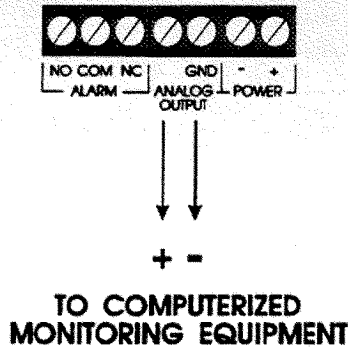 NO COM NC GND - +
ALARM ANALOG OUTPUT POWER
+ -
TO COMPUTERIZED
MONITORING EQUIPMENT